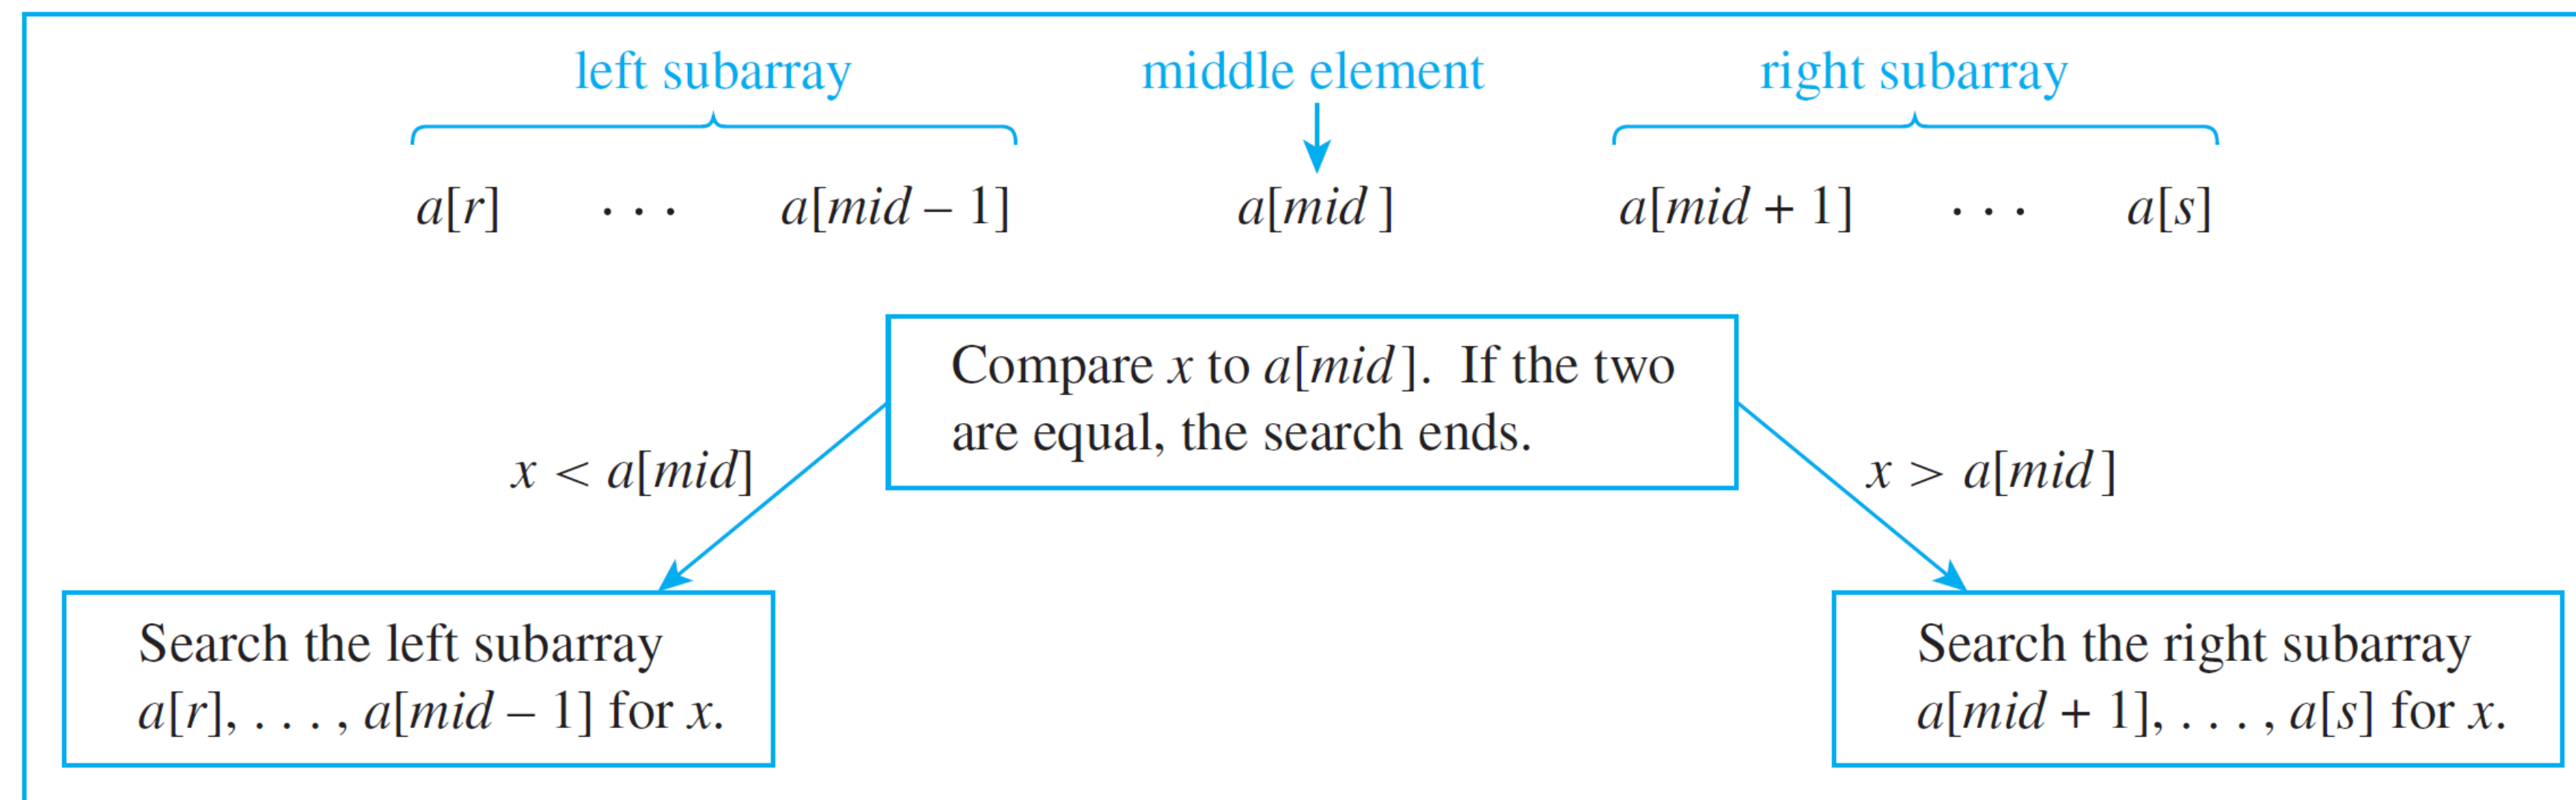 left subarray middle element right subarray
a[r] · · · a[mid – 1] a[mid ] a[mid + 1] · · · a[s]
Compare x to a[mid ]. If the two
are equal, the search ends.
x < a[mid] x > a[mid ]
Search the left subarray
a[r], . . . , a[mid – 1] for x.
Search the right subarray
a[mid + 1], . . . , a[s] for x.